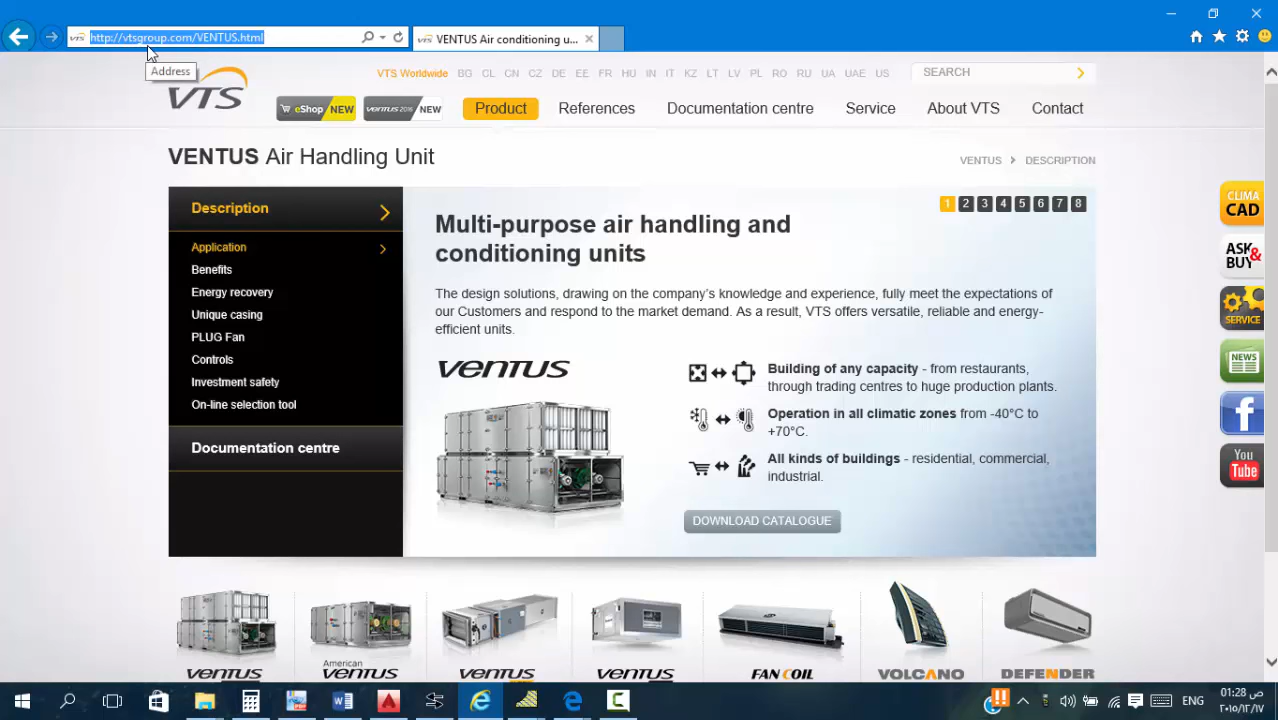 http://vtsgroup.com/VENTUS.html
VENTUS Air conditioning u...
Address
VTS
VTS Worldwide BG CL CN CZ DE EE FR HU IN IT KZ LT LV PL RO RU UA UAE US
SEARCH
eShop NEW
VENTUS 2016 NEW
Product
References
Documentation centre
Service
About VTS
Contact
VENTUS Air Handling Unit
VENTUS > DESCRIPTION
Description
Application
Benefits
Energy recovery
Unique casing
PLUG Fan
Controls
Investment safety
On-line selection tool
Documentation centre
1 2 3 4 5 6 7 8
Multi-purpose air handling and
conditioning units
The design solutions, drawing on the company's knowledge and experience, fully meet the expectations of
our Customers and respond to the market demand. As a result, VTS offers versatile, reliable and energy-
efficient units.
VENTUS
Building of any capacity - from restaurants,
through trading centres to huge production plants.
Operation in all climatic zones from -40°C to
+70°C.
All kinds of buildings - residential, commercial,
industrial.
DOWNLOAD CATALOGUE
CLIMA
CAD
ASK &
BUY
SERVICE
NEWS
f
You
Tube
VENTUS
American
VENTUS
VENTUS
VENTUS
FAN COIL
VOLCANO
DEFENDER
ENG
01:28 ص
٢٠١٥/١٢/١٧